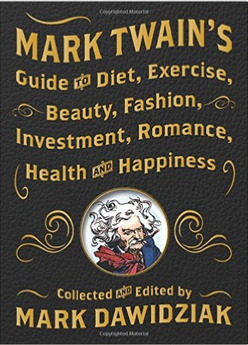 MARK TWAIN'S
Guide TO Diet, Exercise,
Beauty, Fashion,
Investment, Romance,
Health AND Happiness
Collected AND Edited by
MARK DAWIDZIAK